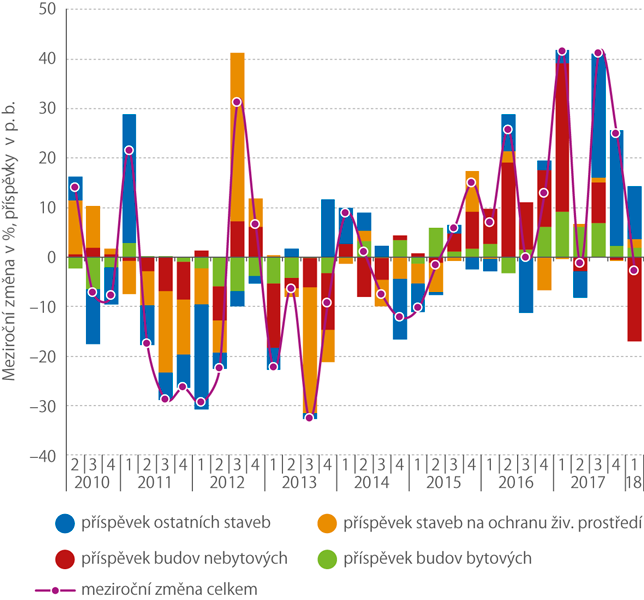 Meziroční změna v %, příspěvky v p. b.
50
40
30
20
10
0
−10
−20
−30
−40
2 3 4 1 2 3 4 1 2 3 4 1 2 3 4 1 2 3 4 1 2 3 4 1 2 3 4 1 2 3 4 1
2010 2011 2012 2013 2014 2015 2016 2017 18
příspěvek ostatních staveb
příspěvek staveb na ochranu živ. prostředí
příspěvek budov nebytových
příspěvek budov bytových
meziroční změna celkem